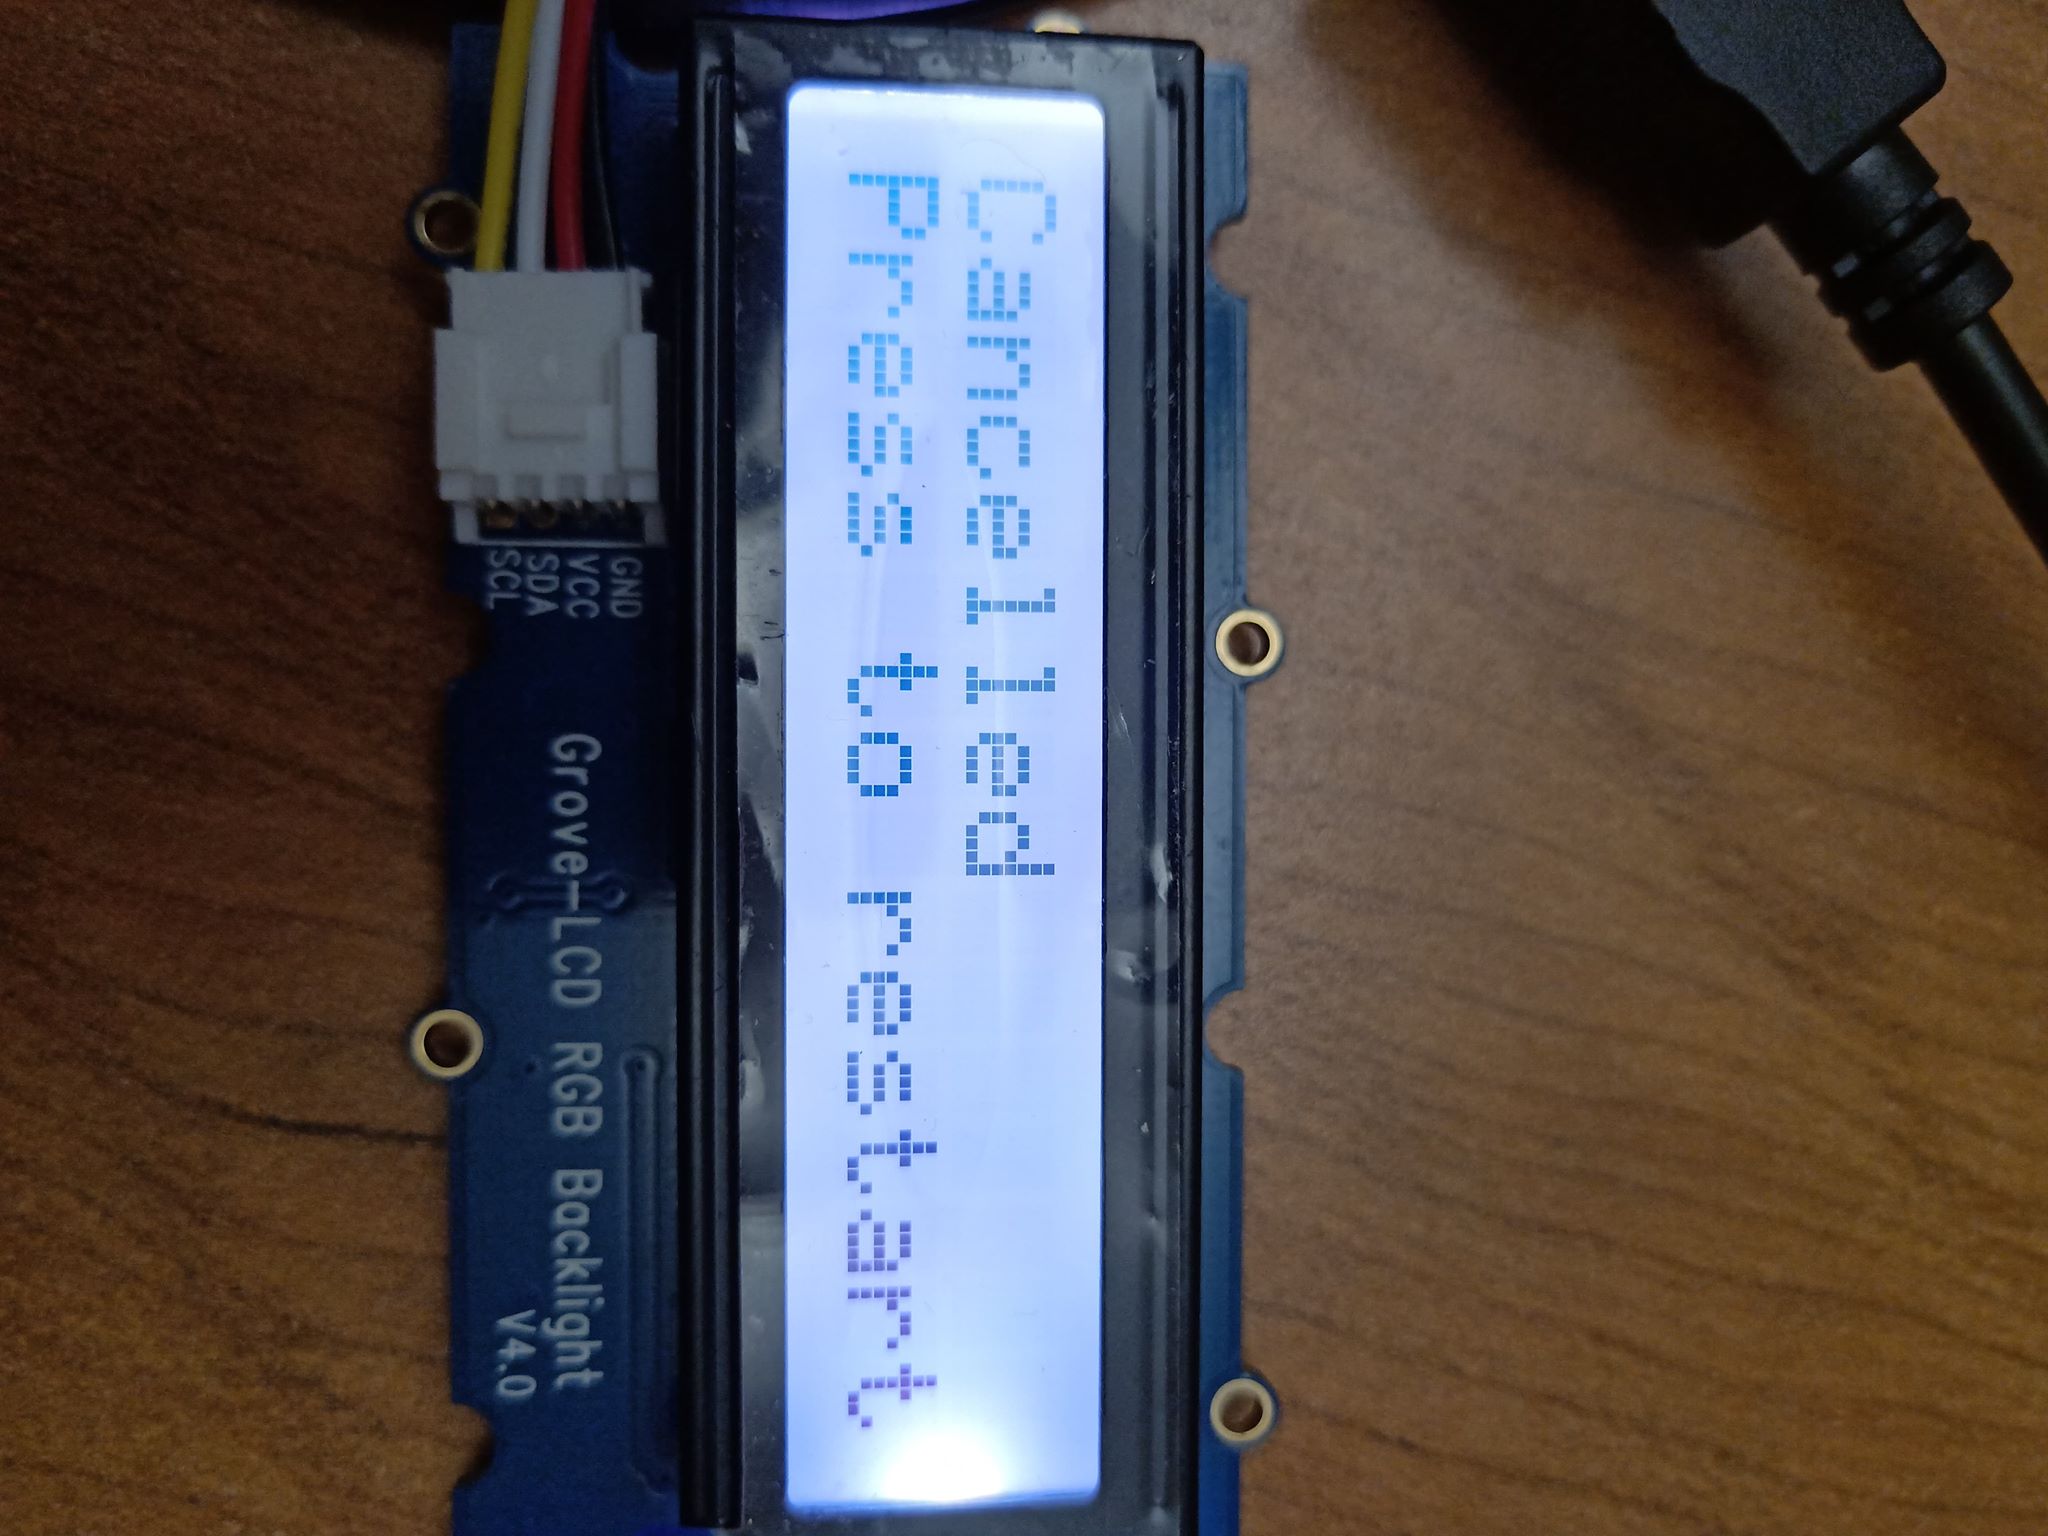 Cancelled
Press to restart
GND
VCC
SDA
SCL
Grove-LCD RGB Backlight
V4.0